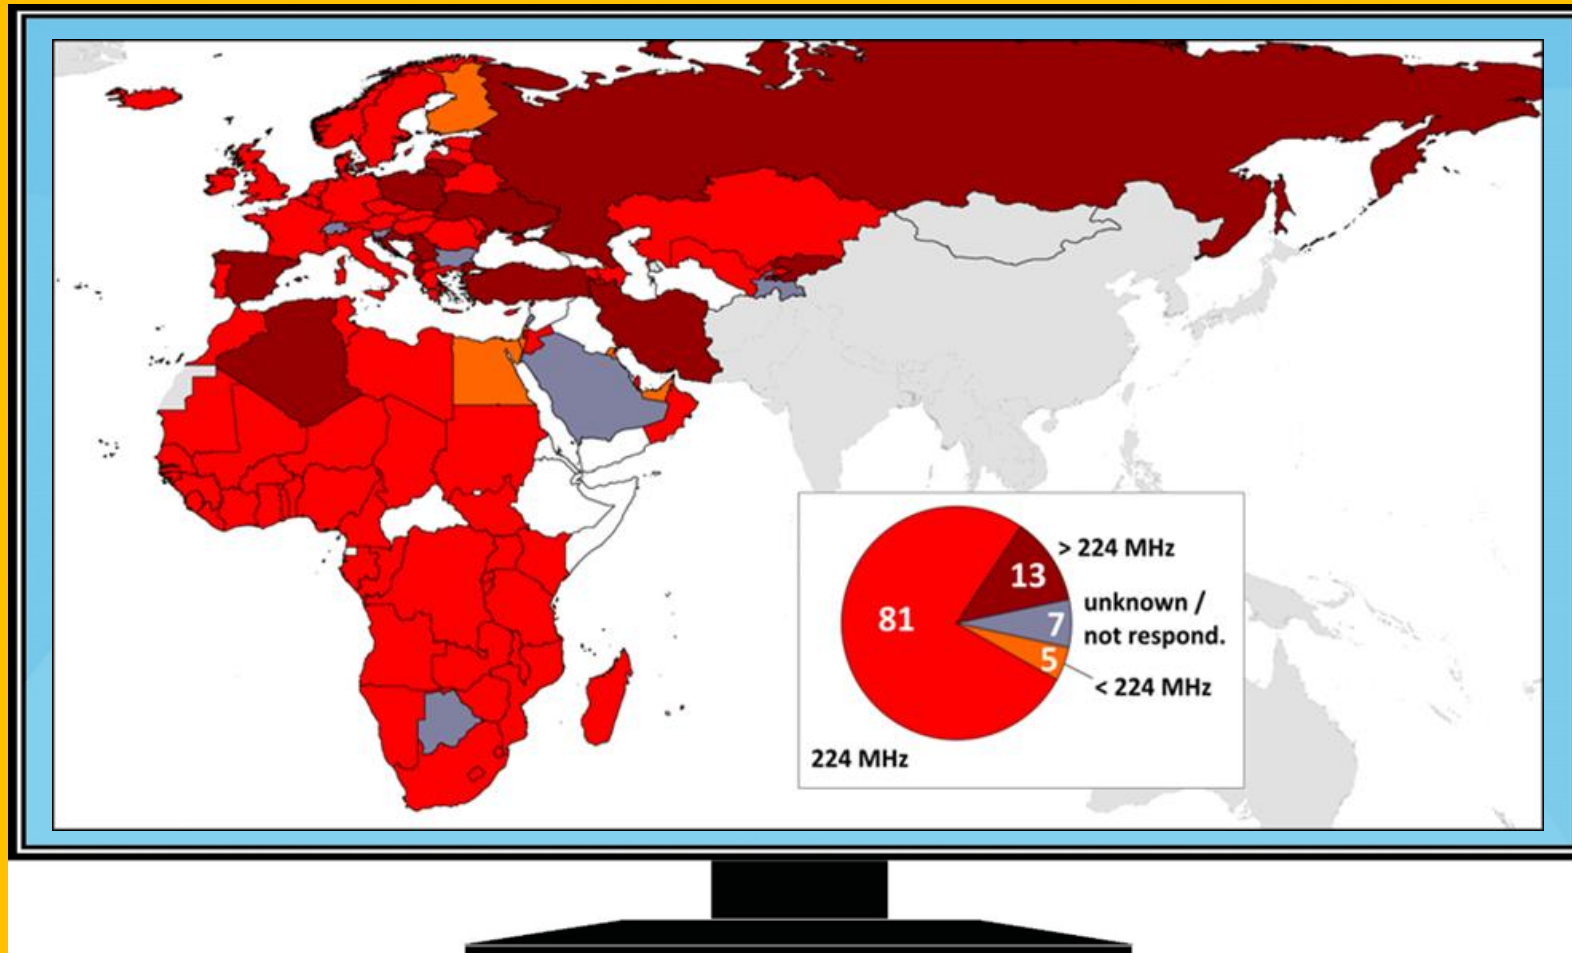 > 224 MHz
13
81
unknown /
7
not respond.
5
< 224 MHz
224 MHz